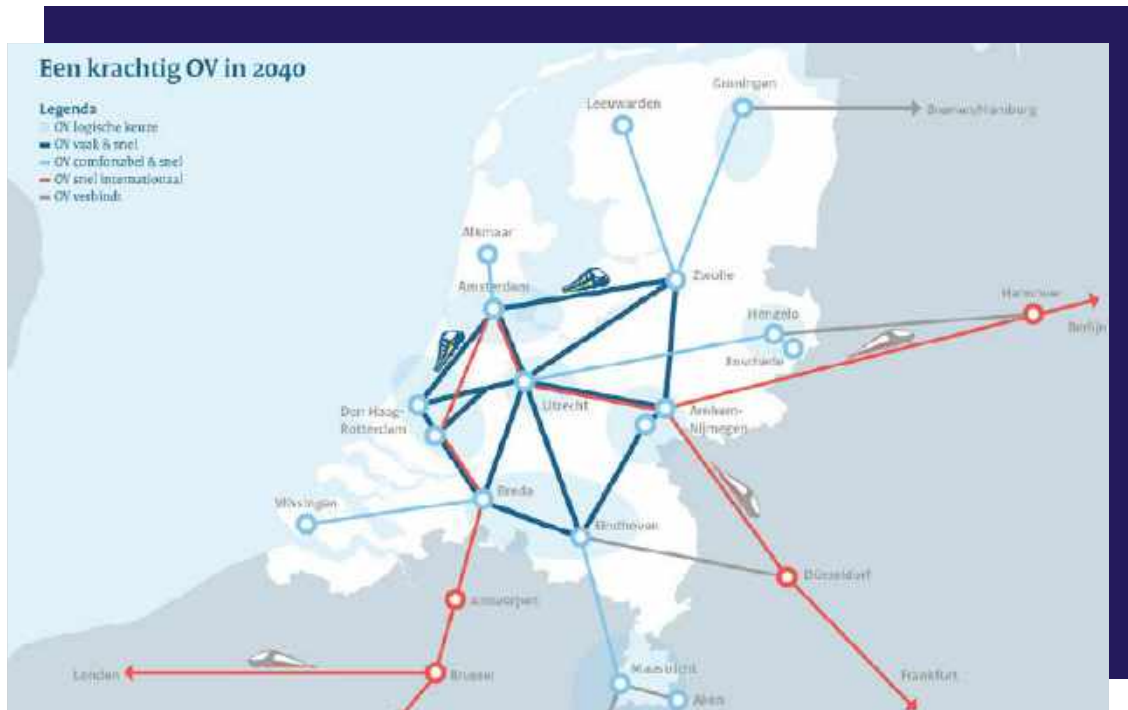 Een krachtig OV in 2040
Legenda
OV logische keuze
OV vaak & snel
OV comfortabel & snel
OV snel internationaal
OV verbindt
Groningen
Leeuwarden
Bremen/Hamburg
Alkmaar
Amsterdam
Zwolle
Hannover
Hengelo
Berlijn
Enschede
Utrecht
Den Haag-
Rotterdam
Arnhem-
Nijmegen
Breda
Vlissingen
Eindhoven
Düsseldorf
Antwerpen
Maastricht
Londen
Brussel
Frankfurt
Aken